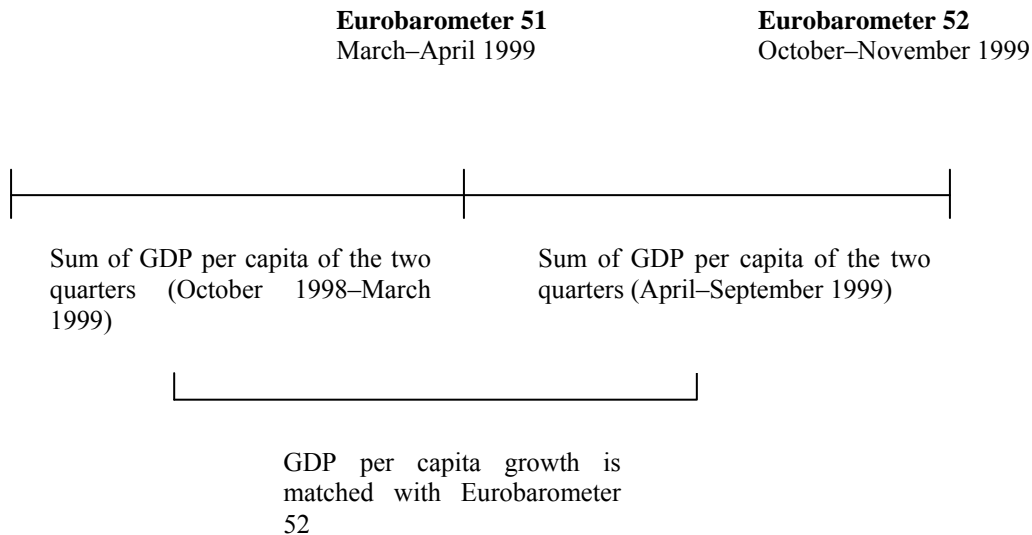 Eurobarometer 51
March–April 1999
Eurobarometer 52
October–November 1999
Sum of GDP per capita of the two
quarters (October 1998–March
1999)
Sum of GDP per capita of the two
quarters (April–September 1999)
GDP per capita growth is
matched with Eurobarometer
52